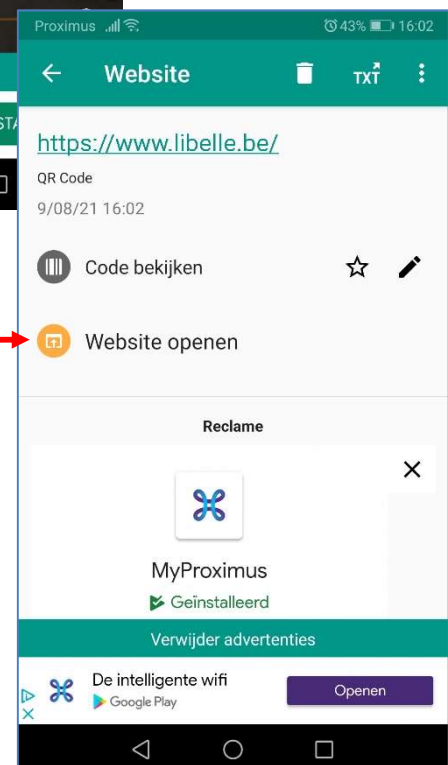 Proximus 43% 16:02
Website TXT
STA
https://www.libelle.be/
QR Code
9/08/21 16:02
Code bekijken
Website openen
Reclame
MyProximus
Geïnstalleerd
Verwijder advertenties
De intelligente wifi
Google Play
Openen